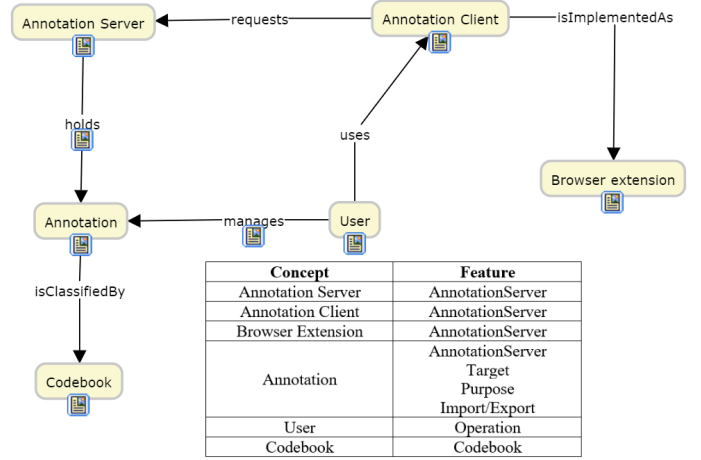 Annotation Server
requests
Annotation Client
isImplementedAs
holds
uses
Browser extension
Annotation
manages
User
isClassifiedBy
Codebook
Concept Feature
Annotation Server AnnotationServer
Annotation Client AnnotationServer
Browser Extension AnnotationServer
Annotation AnnotationServer
Target
Purpose
Import/Export
User Operation
Codebook Codebook